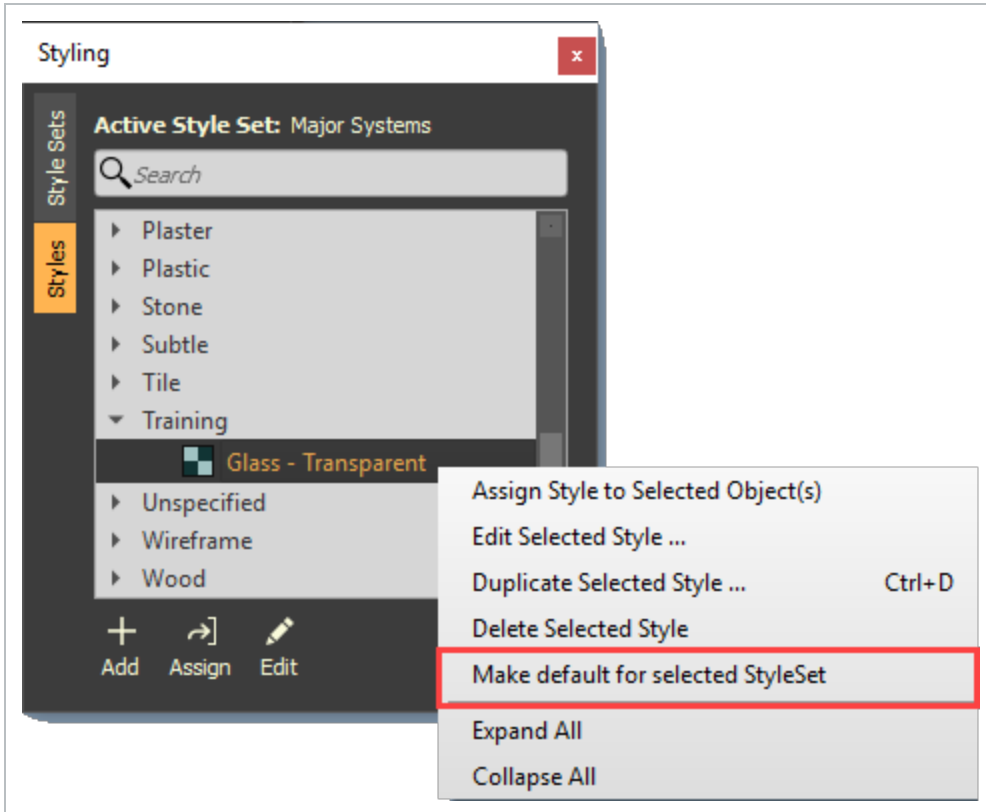 Styling
x
Style Sets
Styles
Active Style Set: Major Systems
Search
Plaster
Plastic
Stone
Subtle
Tile
Training
Glass - Transparent
Unspecified
Wireframe
Wood
Add Assign Edit
Assign Style to Selected Object(s)
Edit Selected Style ...
Duplicate Selected Style ... Ctrl+D
Delete Selected Style
Make default for selected StyleSet
Expand All
Collapse All